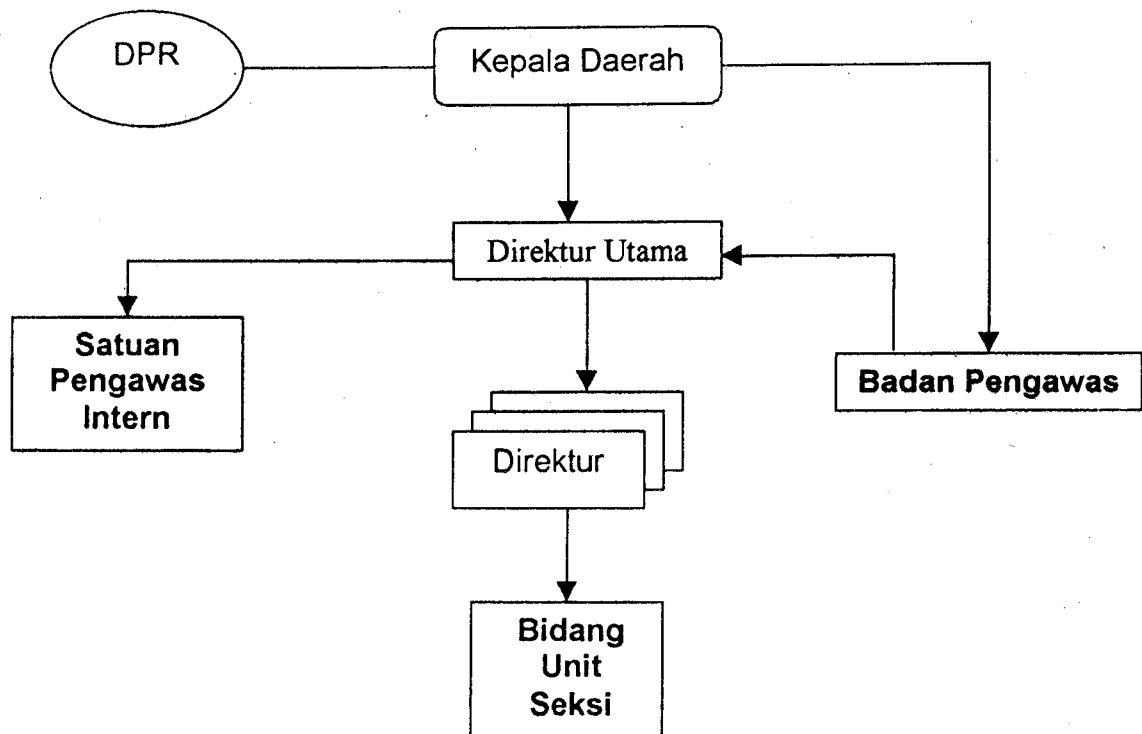 DPR
Kepala Daerah
Direktur Utama
Satuan
Pengawas
Intern
Badan Pengawas
Direktur
Bidang
Unit
Seksi